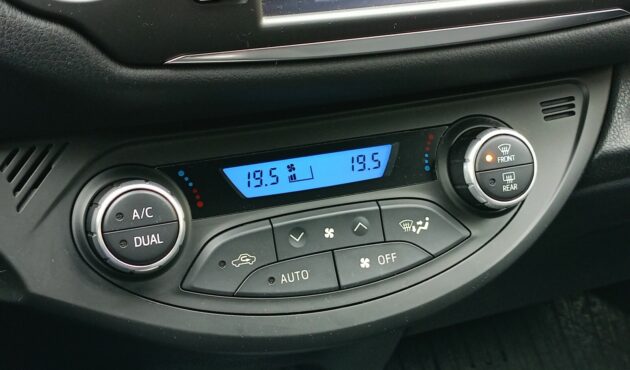 19.5
19.5
A/C
DUAL
AUTO
OFF
FRONT
REAR